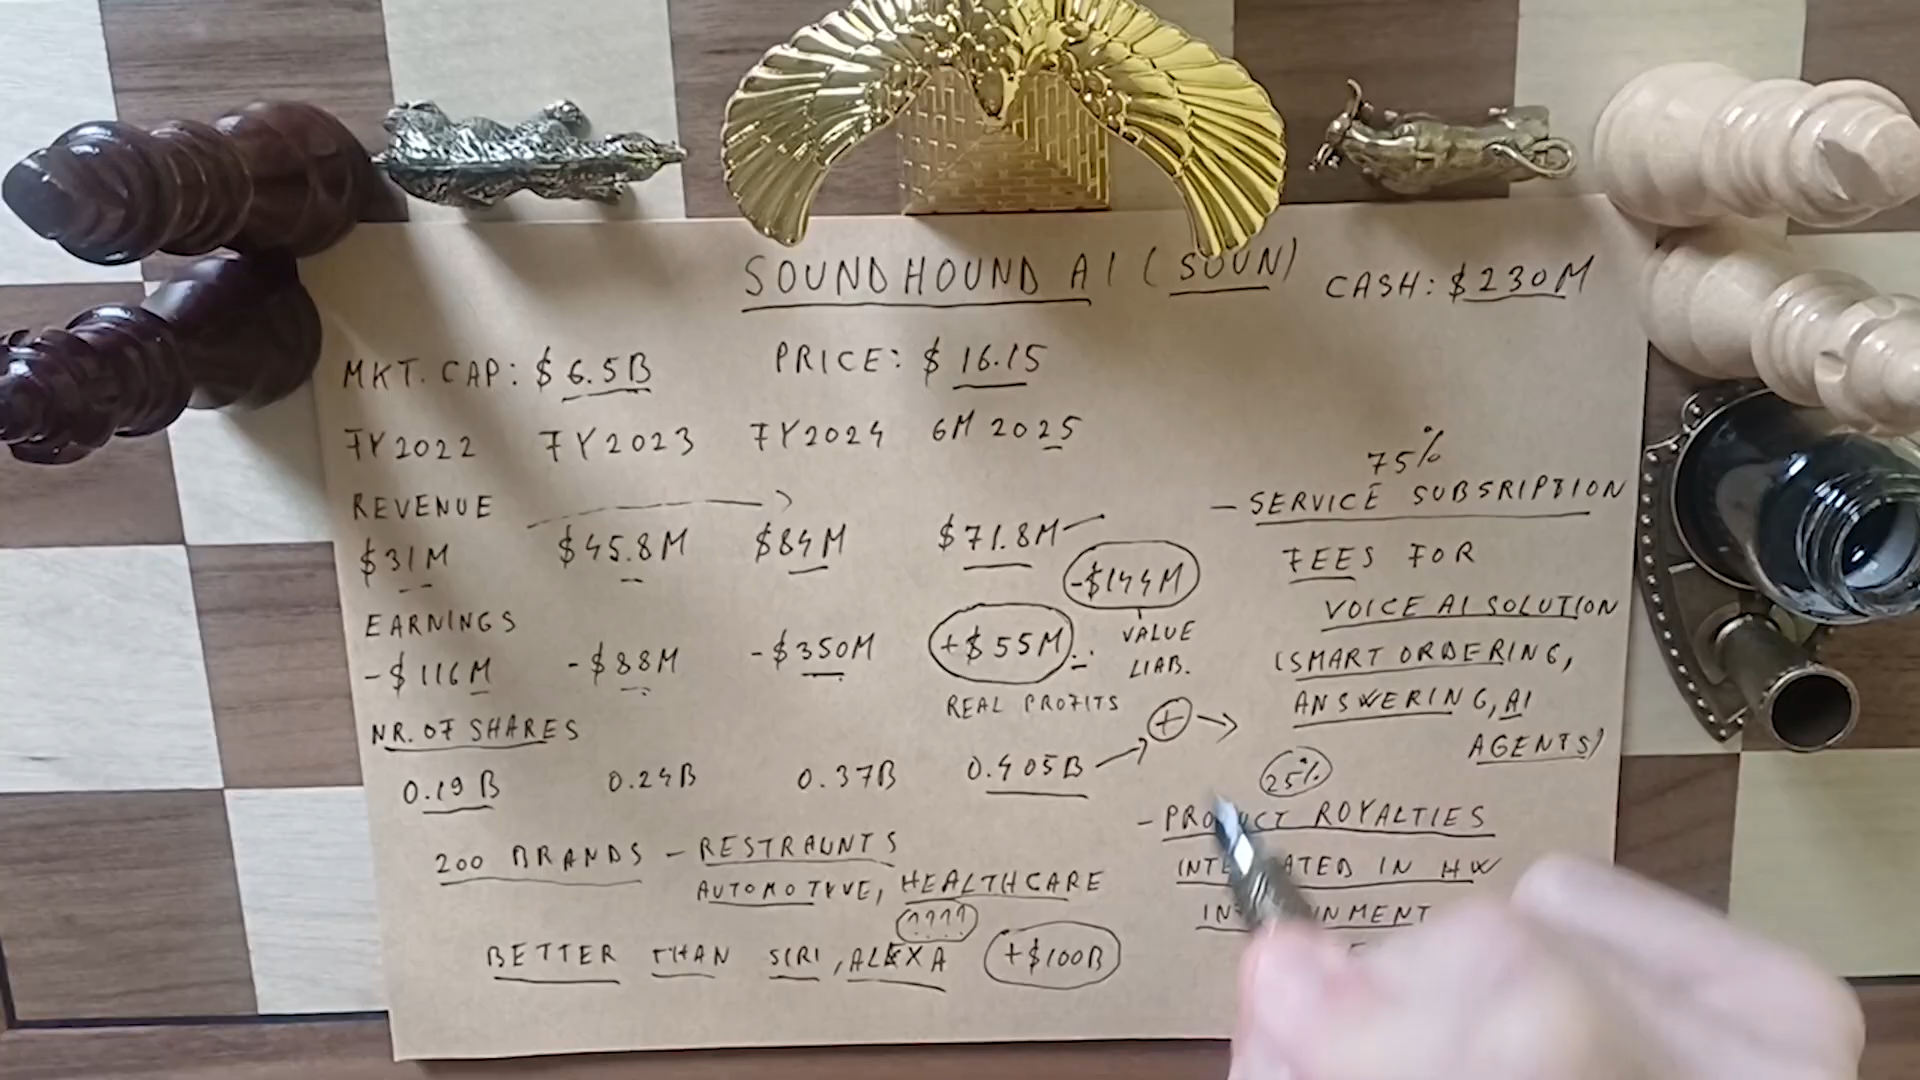 SOUNDHOUND AI (SOUN)
CASH: $230M
MKT. CAP: $6.5B
PRICE: $16.15
FY2022 FY2023 FY2024 6M 2025
REVENUE
$31M $45.8M $84M $71.8M
-$144M
VALUE
LIAB.
EARNINGS
-$116M -$88M -$350M +$55M
REAL PROFITS
NR. OF SHARES
0.19B 0.24B 0.37B 0.405B
+
200 BRANDS - RESTRAUNTS
AUTOMOTIVE, HEALTHCARE
????
BETTER THAN SIRI, ALEXA +$100B
75%
- SERVICE SUBSRIPTION
FEES FOR
VOICE AI SOLUTION
(SMART ORDERING,
ANSWERING, AI
AGENTS)
25%
- PRODUCT ROYALTIES
IN HW